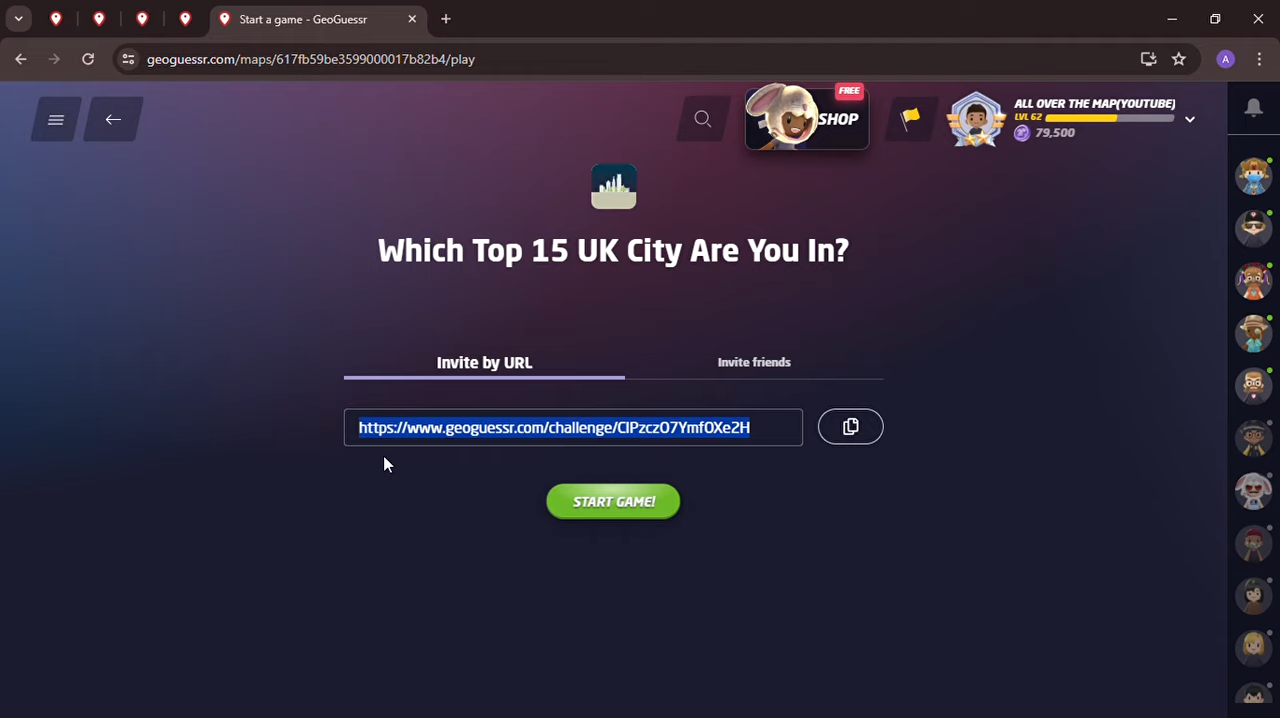 Start a game - GeoGuessr
geoguessr.com/maps/617fb59be3599000017b82b4/play
A
FREE
SHOP
ALL OVER THE MAP(YOUTUBE)
LVL 62
79,500
Which Top 15 UK City Are You In?
Invite by URL
Invite friends
https://www.geoguessr.com/challenge/CIPzczO7YmfOXe2H
START GAME!